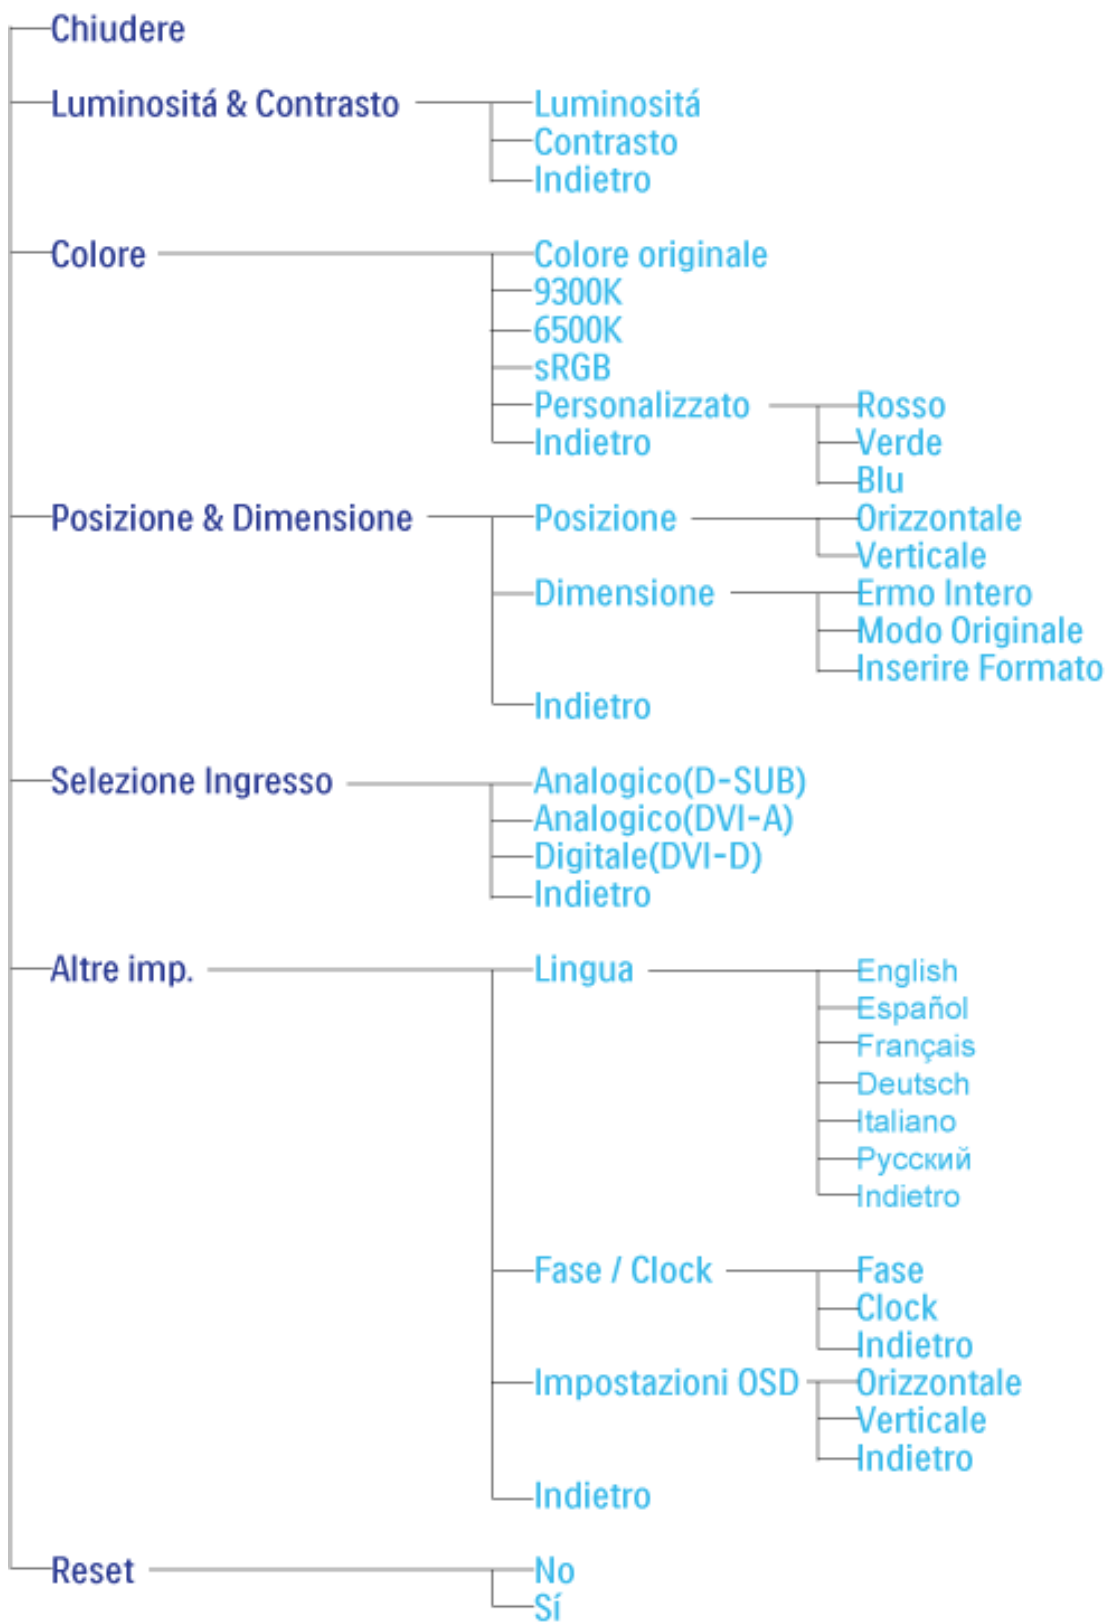 Chiudere
Luminositá & Contrasto Luminositá
Contrasto
Indietro
Colore Colore originale
9300K
6500K
sRGB
Personalizzato Rosso
Indietro Verde
Blu
Posizione & Dimensione Posizione Orizzontale
Verticale
Dimensione Ermo Intero
Modo Originale
Inserire Formato
Indietro
Selezione Ingresso Analogico(D-SUB)
Analogico(DVI-A)
Digitale(DVI-D)
Indietro
Altre imp. Lingua English
Español
Français
Deutsch
Italiano
Русский
Indietro
Fase / Clock Fase
Clock
Indietro
Impostazioni OSD Orizzontale
Verticale
Indietro
Indietro
Reset No
Sí